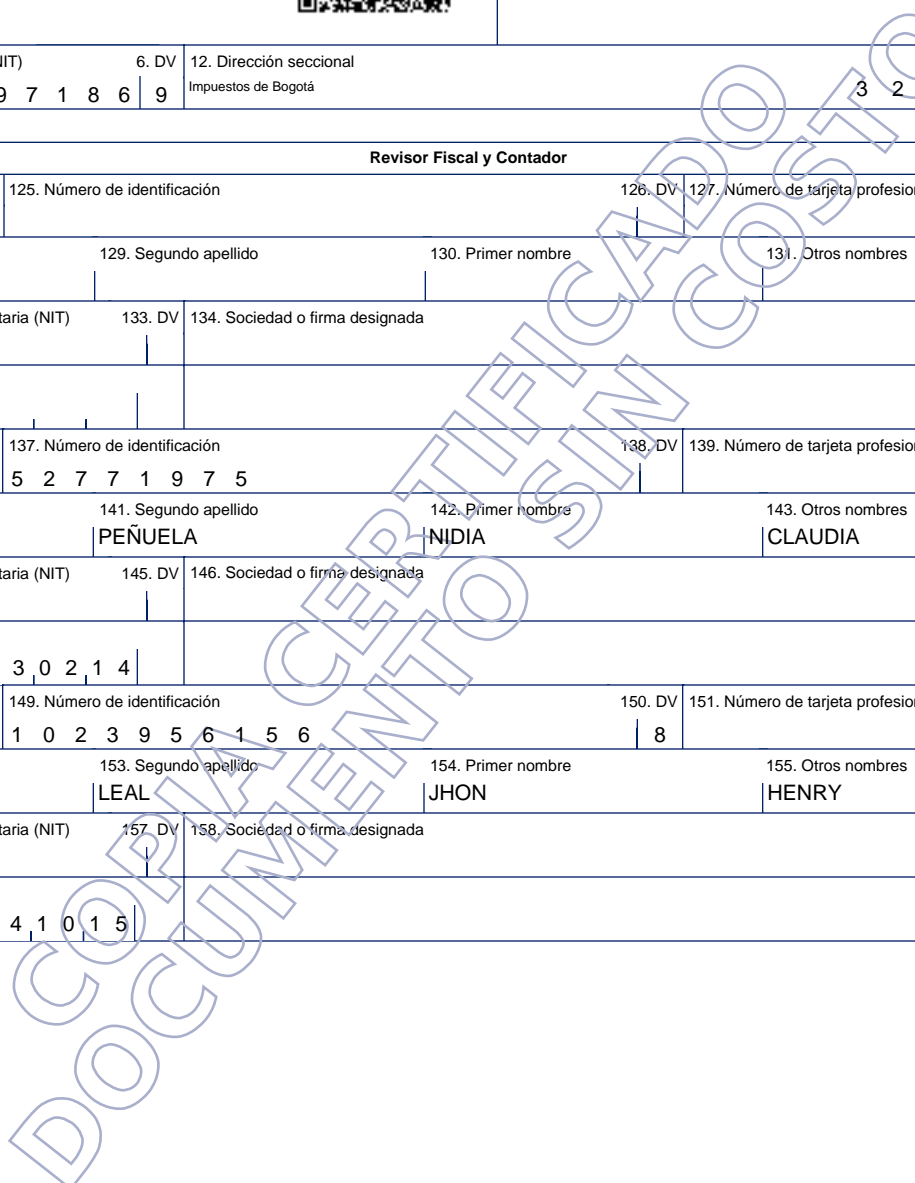 NIT) 6. DV 12. Dirección seccional
9 7 1 8 6 9 Impuestos de Bogotá 3 2
Revisor Fiscal y Contador
125. Número de identificación 126. DV 127. Número de tarjeta profesion
129. Segundo apellido 130. Primer nombre 131. Otros nombres
taria (NIT) 133. DV 134. Sociedad o firma designada
137. Número de identificación 138. DV 139. Número de tarjeta profesion
5 2 7 7 1 9 7 5
141. Segundo apellido 142. Primer nombre 143. Otros nombres
PEÑUELA NIDIA CLAUDIA
taria (NIT) 145. DV 146. Sociedad o firma designada
3 0 2 1 4
149. Número de identificación 150. DV 151. Número de tarjeta profesion
1 0 2 3 9 5 6 1 5 6 8
153. Segundo apellido 154. Primer nombre 155. Otros nombres
LEAL JHON HENRY
taria (NIT) 157. DV 158. Sociedad o firma designada
4 1 0 1 5
COPIA CERTIFICADO
DOCUMENTO SIN COSTO